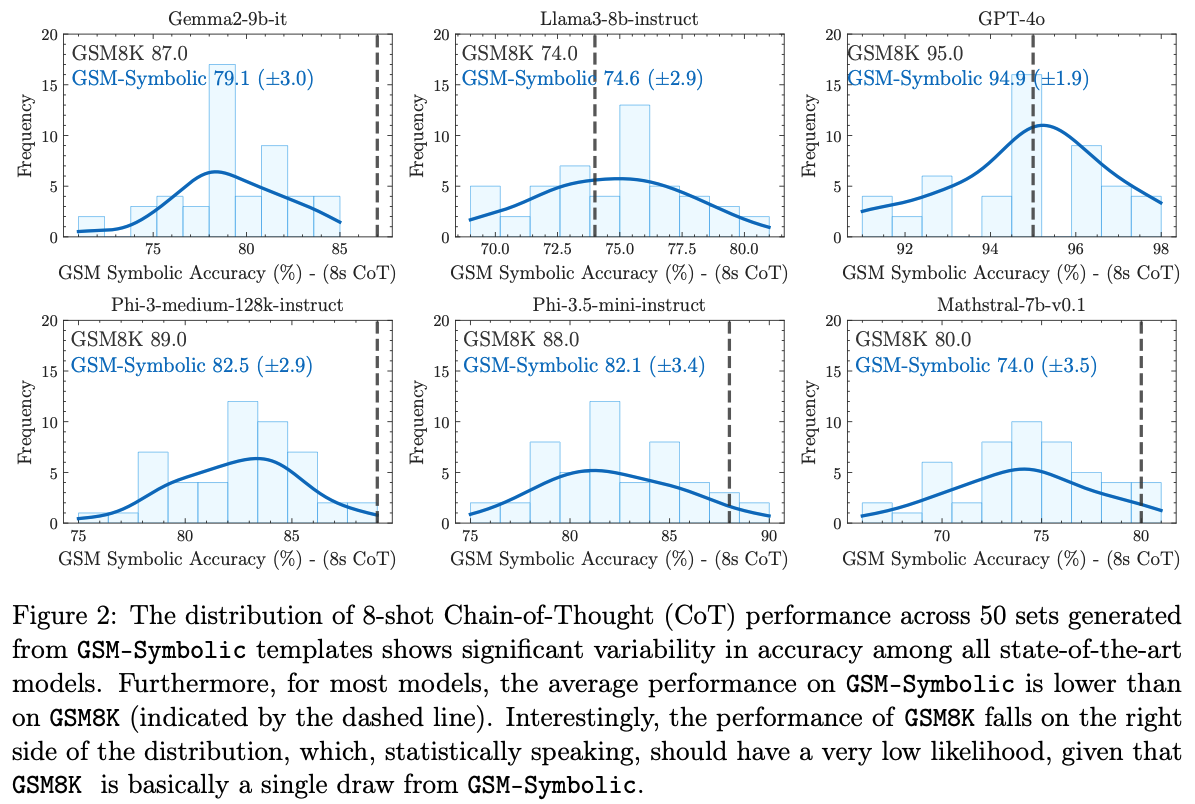 Gemma2-9b-it
20
15
10
5
0
Frequency
GSM8K 87.0
GSM-Symbolic 79.1 (±3.0)
75 80 85
GSM Symbolic Accuracy (%) - (8s CoT)
Llama3-8b-instruct
20
15
10
5
0
Frequency
GSM8K 74.0
GSM-Symbolic 74.6 (±2.9)
70.0 72.5 75.0 77.5 80.0
GSM Symbolic Accuracy (%) - (8s CoT)
GPT-4o
20
15
10
5
0
Frequency
GSM8K 95.0
GSM-Symbolic 94.9 (±1.9)
92 94 96 98
GSM Symbolic Accuracy (%) - (8s CoT)
Phi-3-medium-128k-instruct
20
15
10
5
0
Frequency
GSM8K 89.0
GSM-Symbolic 82.5 (±2.9)
75 80 85
GSM Symbolic Accuracy (%) - (8s CoT)
Phi-3.5-mini-instruct
20
15
10
5
0
Frequency
GSM8K 88.0
GSM-Symbolic 82.1 (±3.4)
75 80 85 90
GSM Symbolic Accuracy (%) - (8s CoT)
Mathstral-7b-v0.1
20
15
10
5
0
Frequency
GSM8K 80.0
GSM-Symbolic 74.0 (±3.5)
70 75 80
GSM Symbolic Accuracy (%) - (8s CoT)
Figure 2: The distribution of 8-shot Chain-of-Thought (CoT) performance across 50 sets generated
from GSM-Symbolic templates shows significant variability in accuracy among all state-of-the-art
models. Furthermore, for most models, the average performance on GSM-Symbolic is lower than
on GSM8K (indicated by the dashed line). Interestingly, the performance of GSM8K falls on the right
side of the distribution, which, statistically speaking, should have a very low likelihood, given that
GSM8K is basically a single draw from GSM-Symbolic.